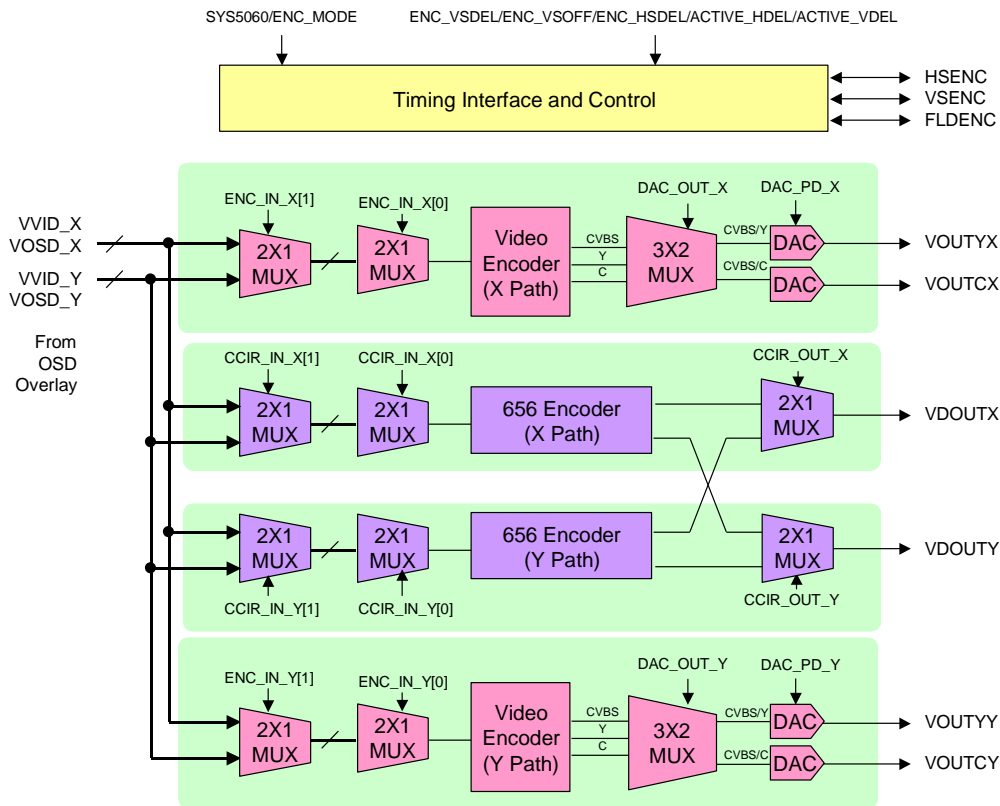 SYS5060/ENC_MODE
ENC_VSDEL/ENC_VSOFF/ENC_HSDEL/ACTIVE_HDEL/ACTIVE_VDEL
Timing Interface and Control
HSENC
VSENC
FLDENC
VVID_X
VOSD_X
VVID_Y
VOSD_Y
From
OSD
Overlay
ENC_IN_X[1]
2X1
MUX
ENC_IN_X[0]
2X1
MUX
Video
Encoder
(X Path)
CVBS
Y
C
DAC_OUT_X
3X2
MUX
CVBS/Y
CVBS/C
DAC_PD_X
DAC
DAC
VOUTYX
VOUTCX
CCIR_IN_X[1]
2X1
MUX
CCIR_IN_X[0]
2X1
MUX
656 Encoder
(X Path)
CCIR_OUT_X
2X1
MUX
VDOUTX
2X1
MUX
CCIR_IN_Y[1]
2X1
MUX
CCIR_IN_Y[0]
656 Encoder
(Y Path)
2X1
MUX
CCIR_OUT_Y
VDOUTY
ENC_IN_Y[1]
2X1
MUX
ENC_IN_Y[0]
2X1
MUX
Video
Encoder
(Y Path)
CVBS
Y
C
DAC_OUT_Y
3X2
MUX
CVBS/Y
CVBS/C
DAC_PD_Y
DAC
DAC
VOUTYY
VOUTCY